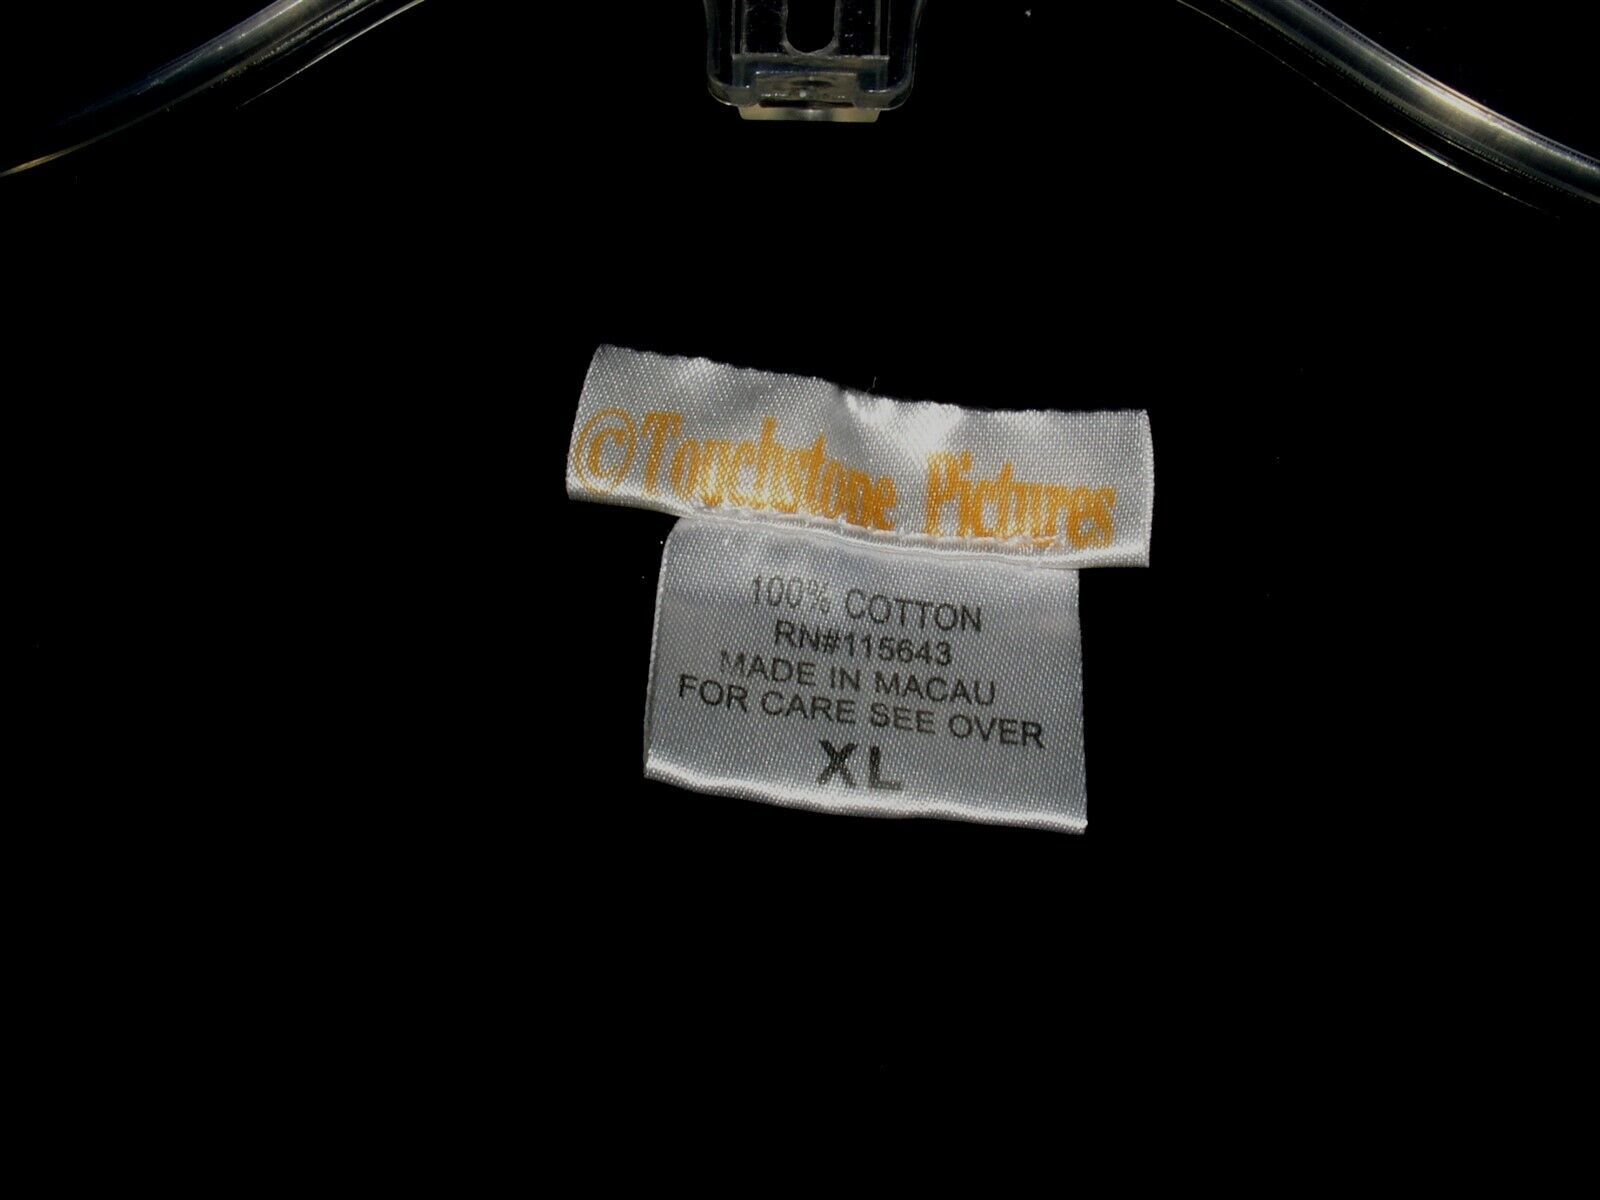 ©Touchstone Pictures
100% COTTON
RN#115643
MADE IN MACAU
FOR CARE SEE OVER
XL